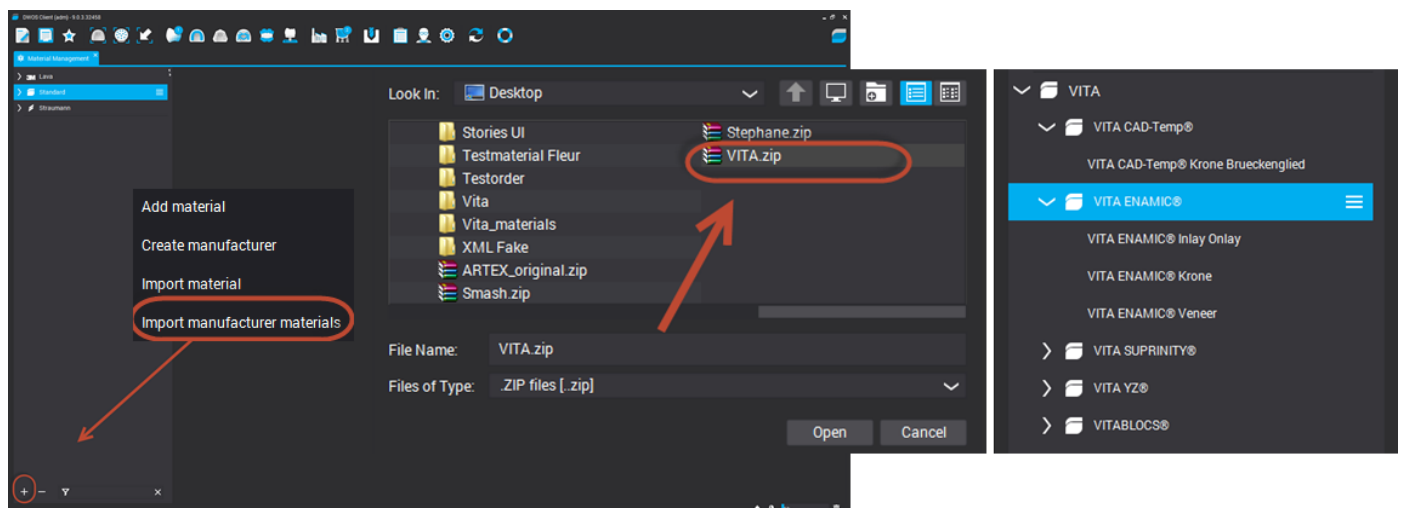 DWOS Client (adm) - 9.0.3.33498
Material Management
Lava
Standard
Straumann
Add material
Create manufacturer
Import material
Import manufacturer materials
Look In:
Desktop
Stories UI
Testmaterial Fleur
Testorder
Vita
Vita_materials
XML Fake
ARTEX_original.zip
Smash.zip
Stephane.zip
VITA.zip
File Name:
VITA.zip
Files of Type:
.ZIP files [..zip]
Open
Cancel
VITA
VITA CAD-Temp®
VITA CAD-Temp® Krone Brueckenglied
VITA ENAMIC®
VITA ENAMIC® Inlay Onlay
VITA ENAMIC® Krone
VITA ENAMIC® Veneer
VITA SUPRINITY®
VITA YZ®
VITABLOCS®